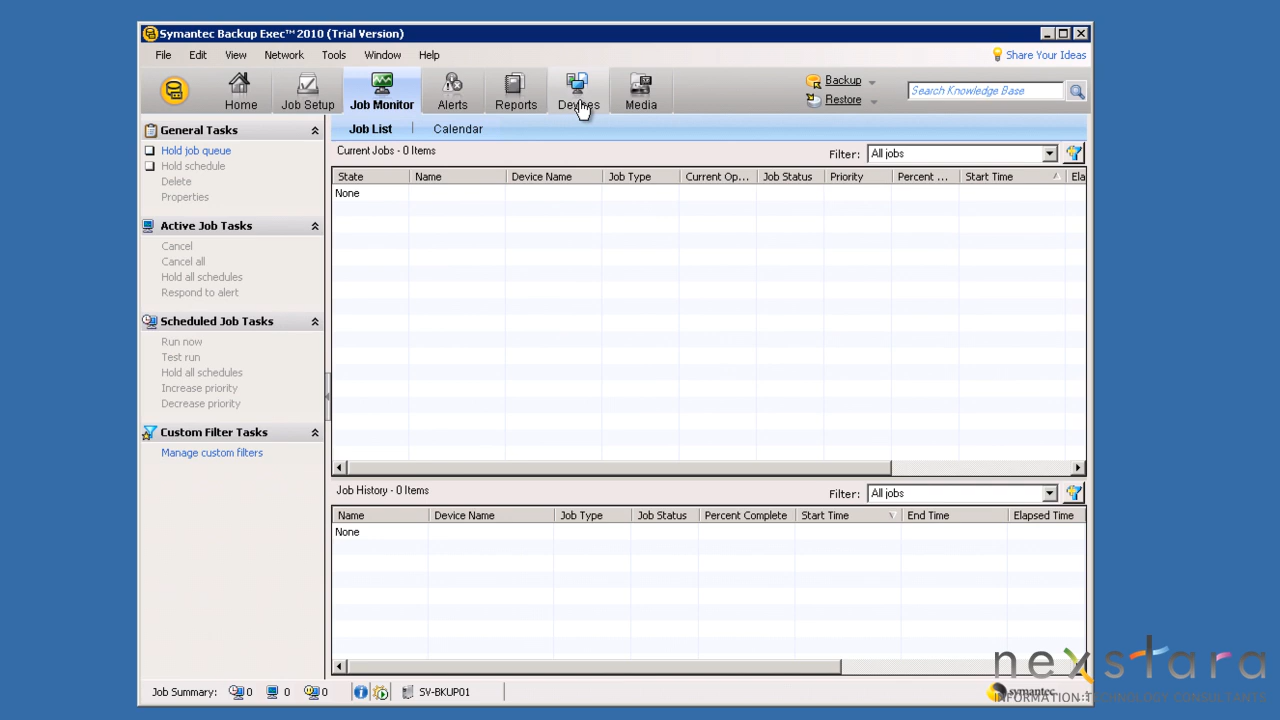 Symantec Backup Exec™ 2010 (Trial Version)
File Edit View Network Tools Window Help
Share Your Ideas
Home Job Setup Job Monitor Alerts Reports Devices Media
Backup
Restore
Search Knowledge Base
General Tasks
Hold job queue
Hold schedule
Delete
Properties
Active Job Tasks
Cancel
Cancel all
Hold all schedules
Respond to alert
Scheduled Job Tasks
Run now
Test run
Hold all schedules
Increase priority
Decrease priority
Custom Filter Tasks
Manage custom filters
Job List Calendar
Current Jobs - 0 Items
Filter: All jobs
State Name Device Name Job Type Current Op... Job Status Priority Percent ... Start Time Ela
None
Job History - 0 Items
Filter: All jobs
Name Device Name Job Type Job Status Percent Complete Start Time End Time Elapsed Time
None
Job Summary: 0 0 0 SV-BKUP01
symantec
nexstara
INFORMATION TECHNOLOGY CONSULTANTS